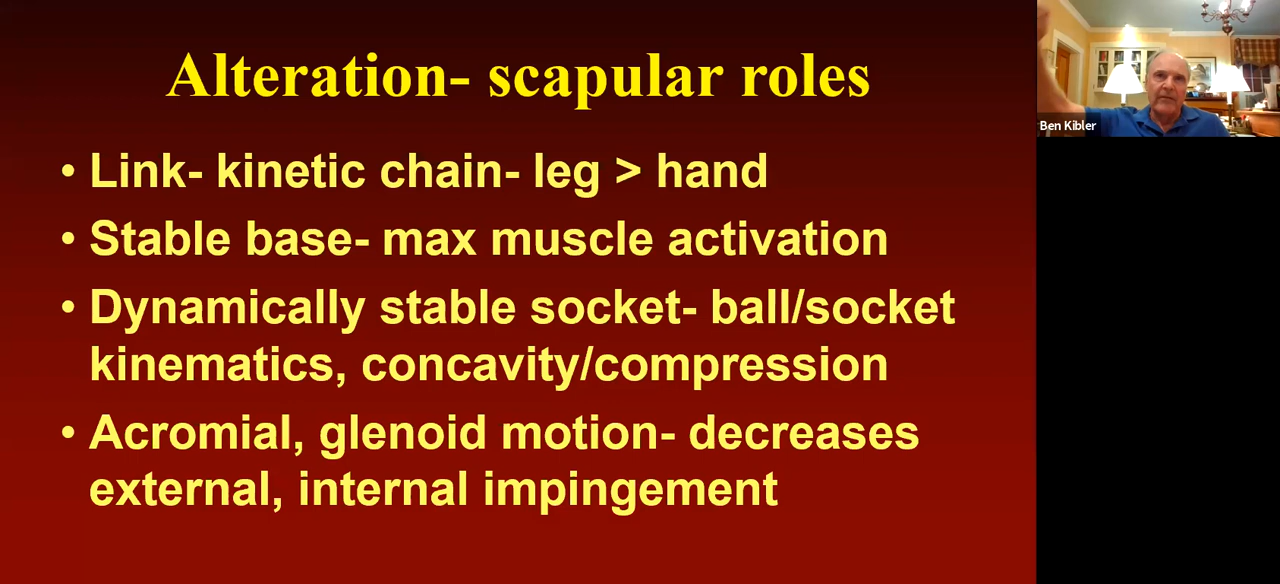 Alteration- scapular roles
• Link- kinetic chain- leg > hand
• Stable base- max muscle activation
• Dynamically stable socket- ball/socket
kinematics, concavity/compression
• Acromial, glenoid motion- decreases
external, internal impingement
Ben Kibler